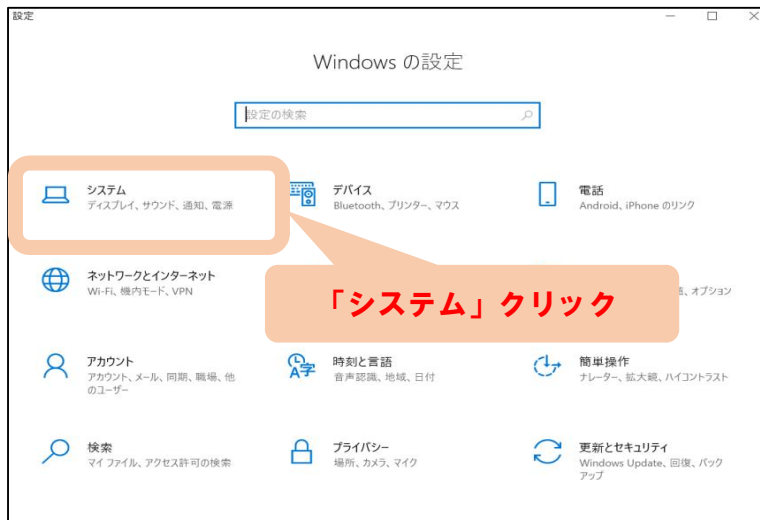 設定
Windows の設定
設定の検索
システム
ディスプレイ、サウンド、通知、電源
デバイス
Bluetooth、プリンター、マウス
電話
Android、iPhone のリンク
ネットワークとインターネット
Wi-Fi、機内モード、VPN
「システム」クリック
、オプション
アカウント
アカウント、メール、同期、職場、他
のユーザー
時刻と言語
音声認識、地域、日付
簡単操作
ナレーター、拡大鏡、ハイコントラスト
検索
マイ ファイル、アクセス許可の検索
プライバシー
場所、カメラ、マイク
更新とセキュリティ
Windows Update、回復、バック
アップ